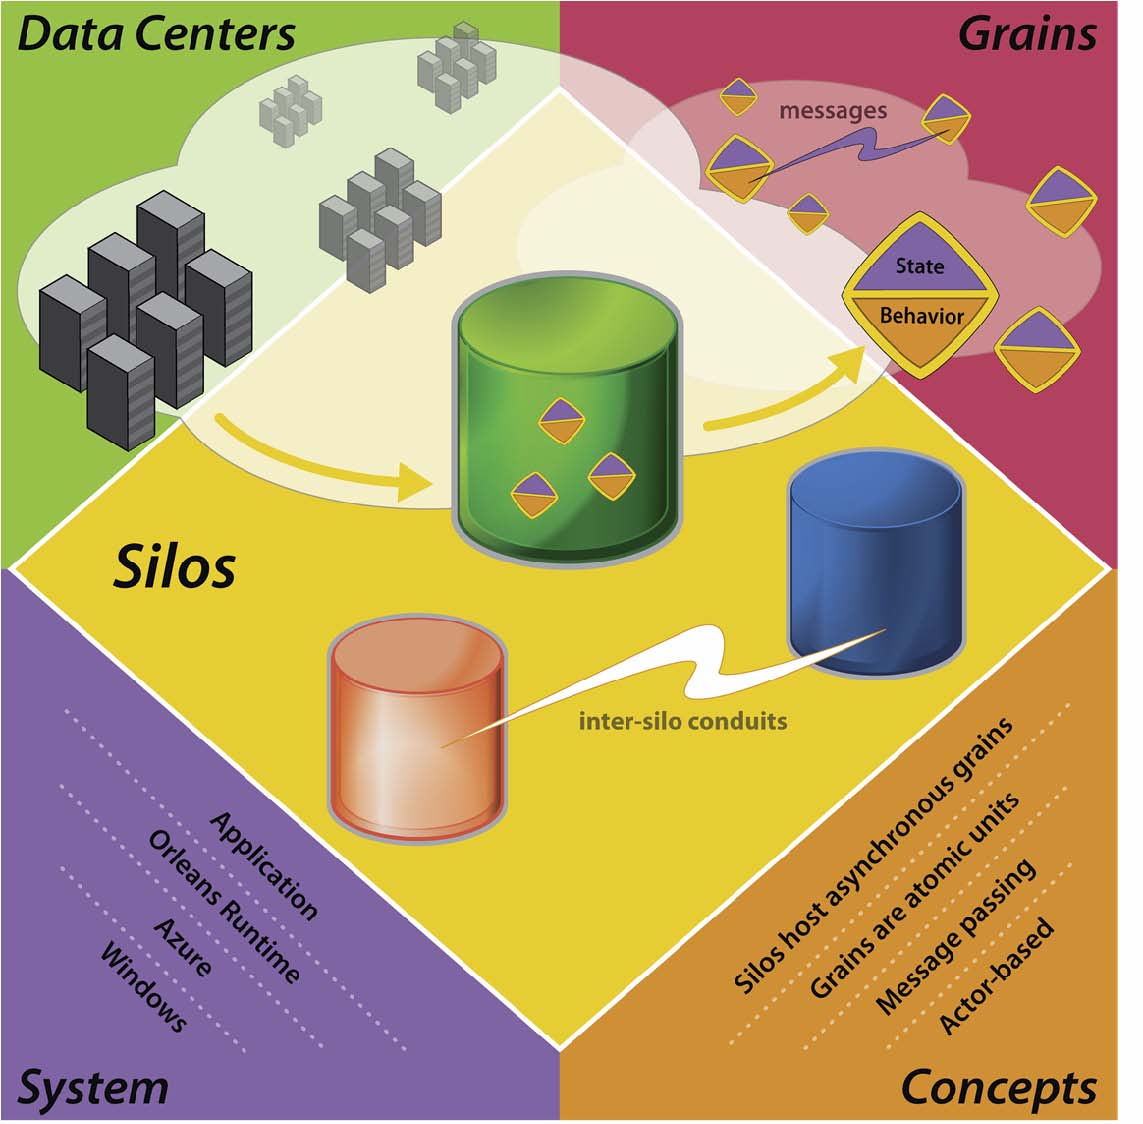 Data Centers
Grains
messages
State
Behavior
Silos
inter-silo conduits
Application
Orleans Runtime
Azure
Windows
System
Silos host asynchronous grains
Grains are atomic units
Message passing
Actor-based
Concepts